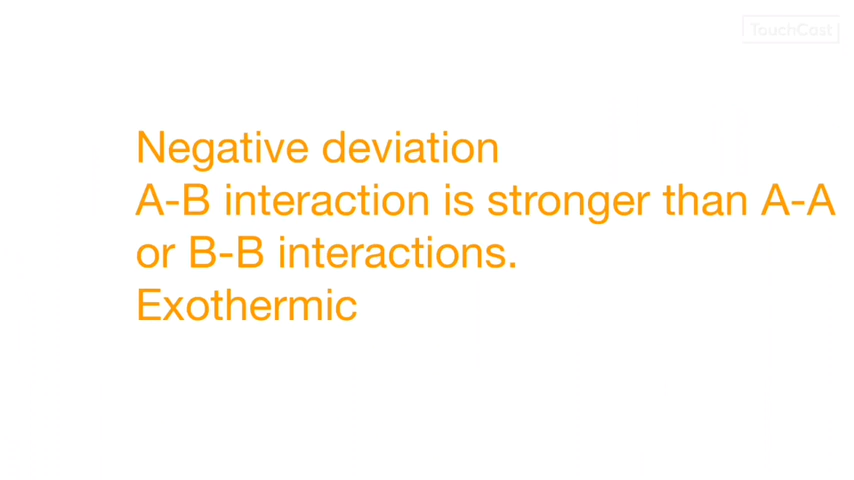 TouchCast
Negative deviation
A-B interaction is stronger than A-A
or B-B interactions.
Exothermic